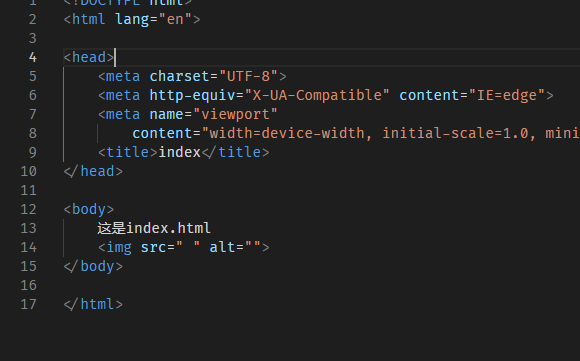 1 <!DOCTYPE html>
2 <html lang="en">
3
4 <head>
5 <meta charset="UTF-8">
6 <meta http-equiv="X-UA-Compatible" content="IE=edge">
7 <meta name="viewport"
8 content="width=device-width, initial-scale=1.0, mini
9 <title>index</title>
10 </head>
11
12 <body>
13 这是index.html
14 <img src=" " alt="">
15 </body>
16
17 </html>